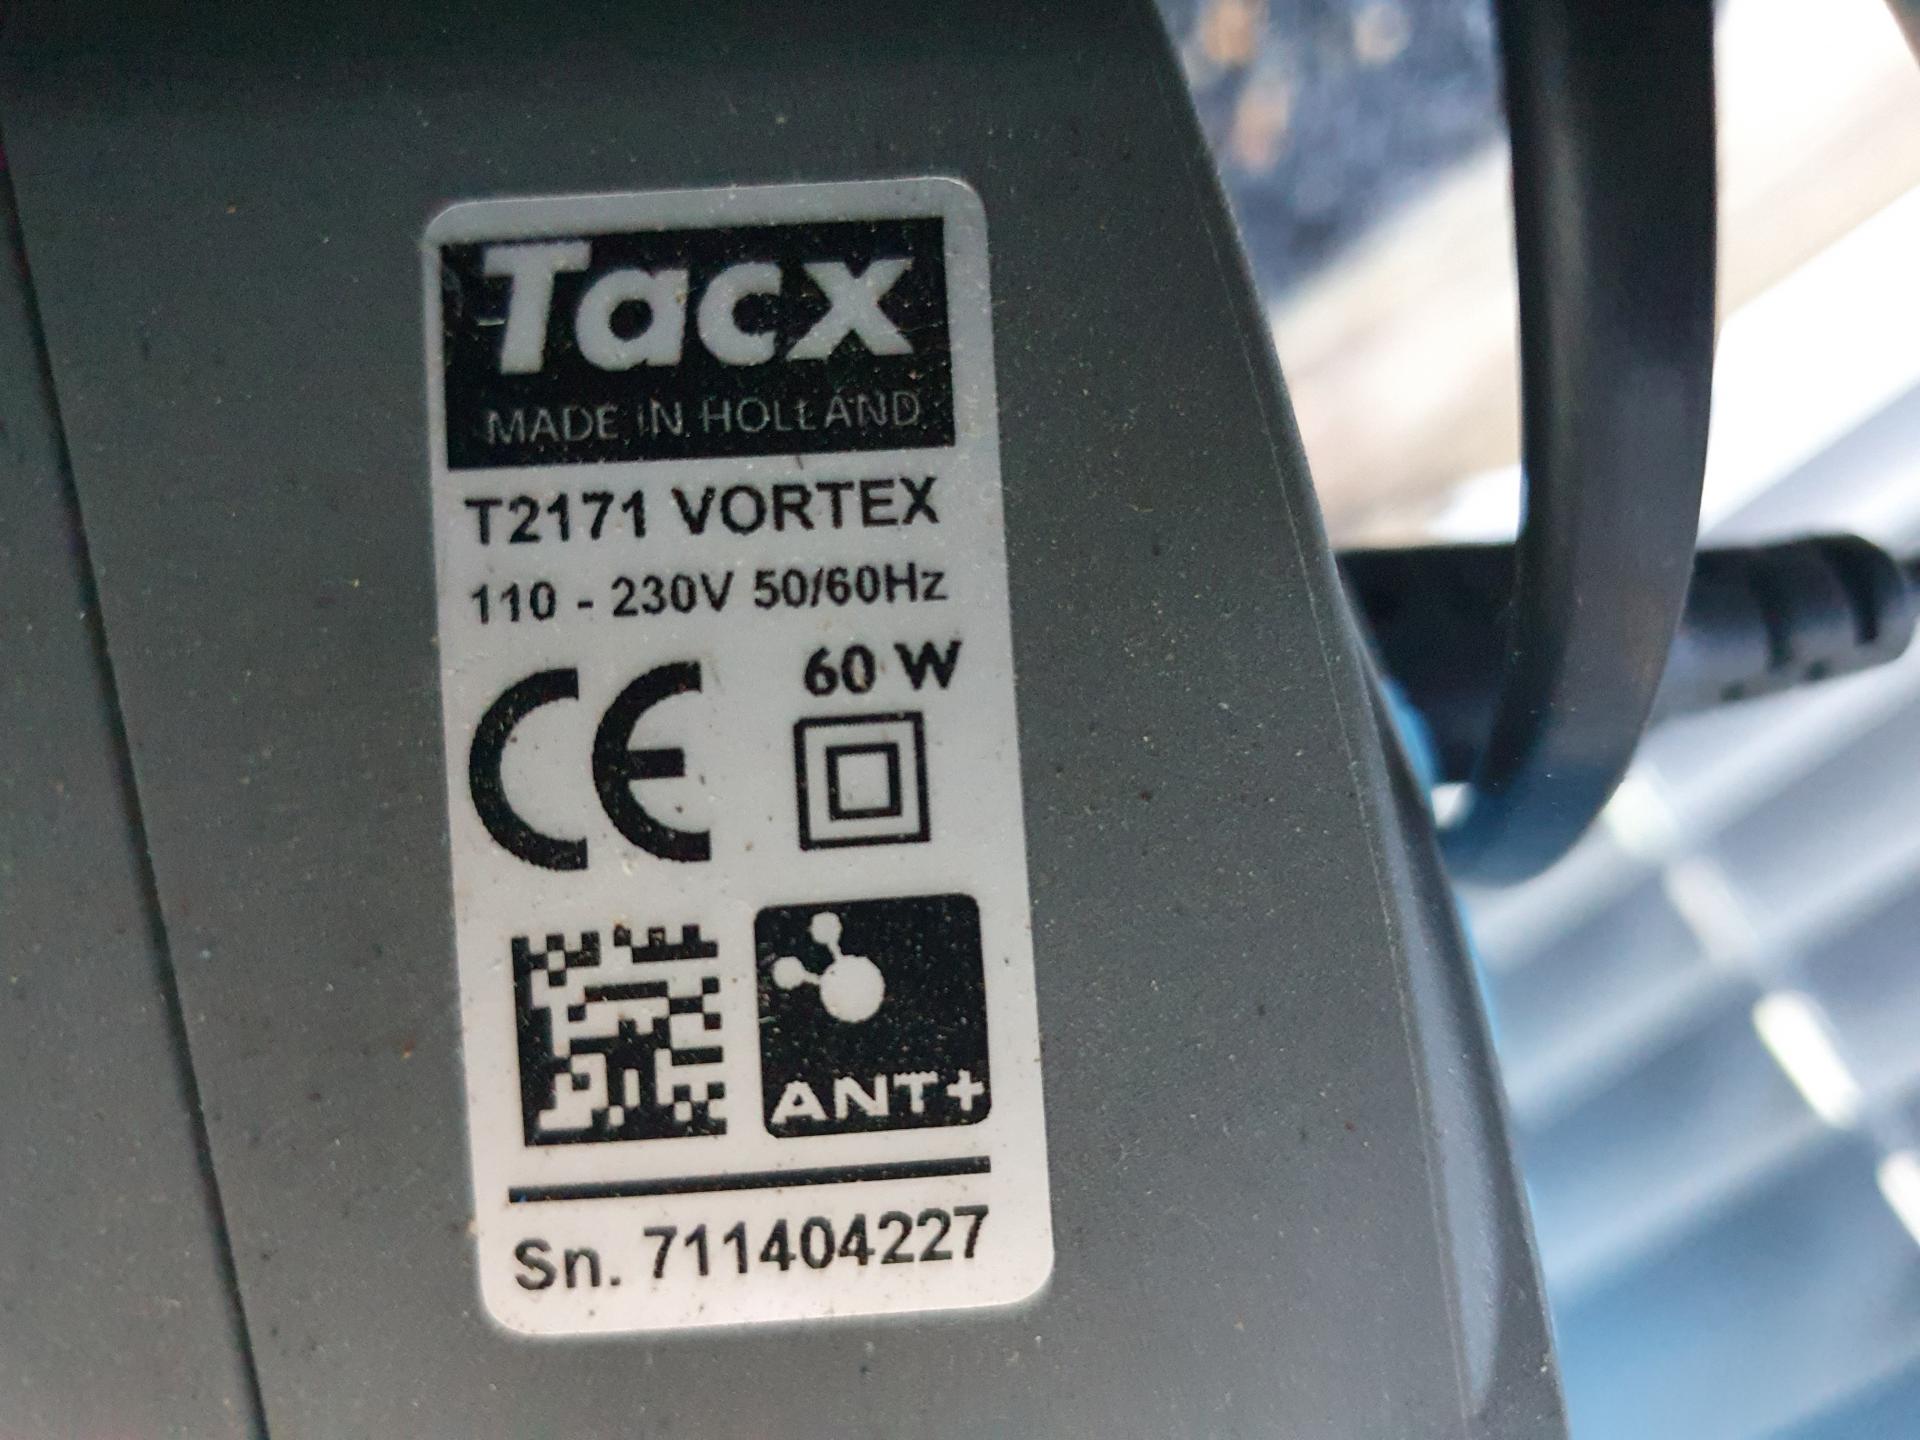 Tacx
MADE IN HOLLAND
T2171 VORTEX
110 - 230V 50/60Hz
CE 60 W
ANT+
Sn. 711404227